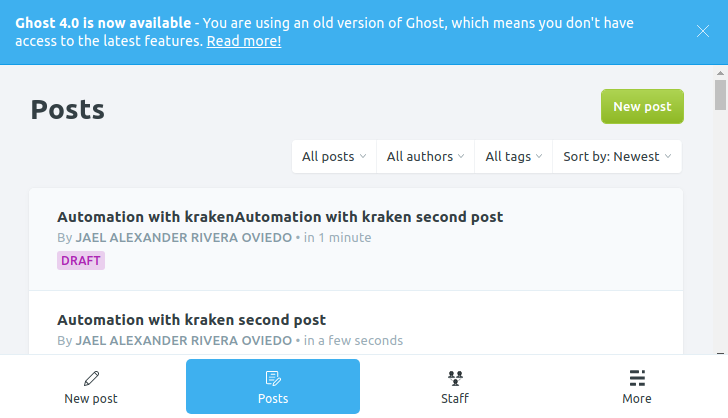 Ghost 4.0 is now available - You are using an old version of Ghost, which means you don't have
access to the latest features. Read more!
Posts
New post
All posts
All authors
All tags
Sort by: Newest
Automation with krakenAutomation with kraken second post
By JAEL ALEXANDER RIVERA OVIEDO • in 1 minute
DRAFT
Automation with kraken second post
By JAEL ALEXANDER RIVERA OVIEDO • in a few seconds
New post
Posts
Staff
More